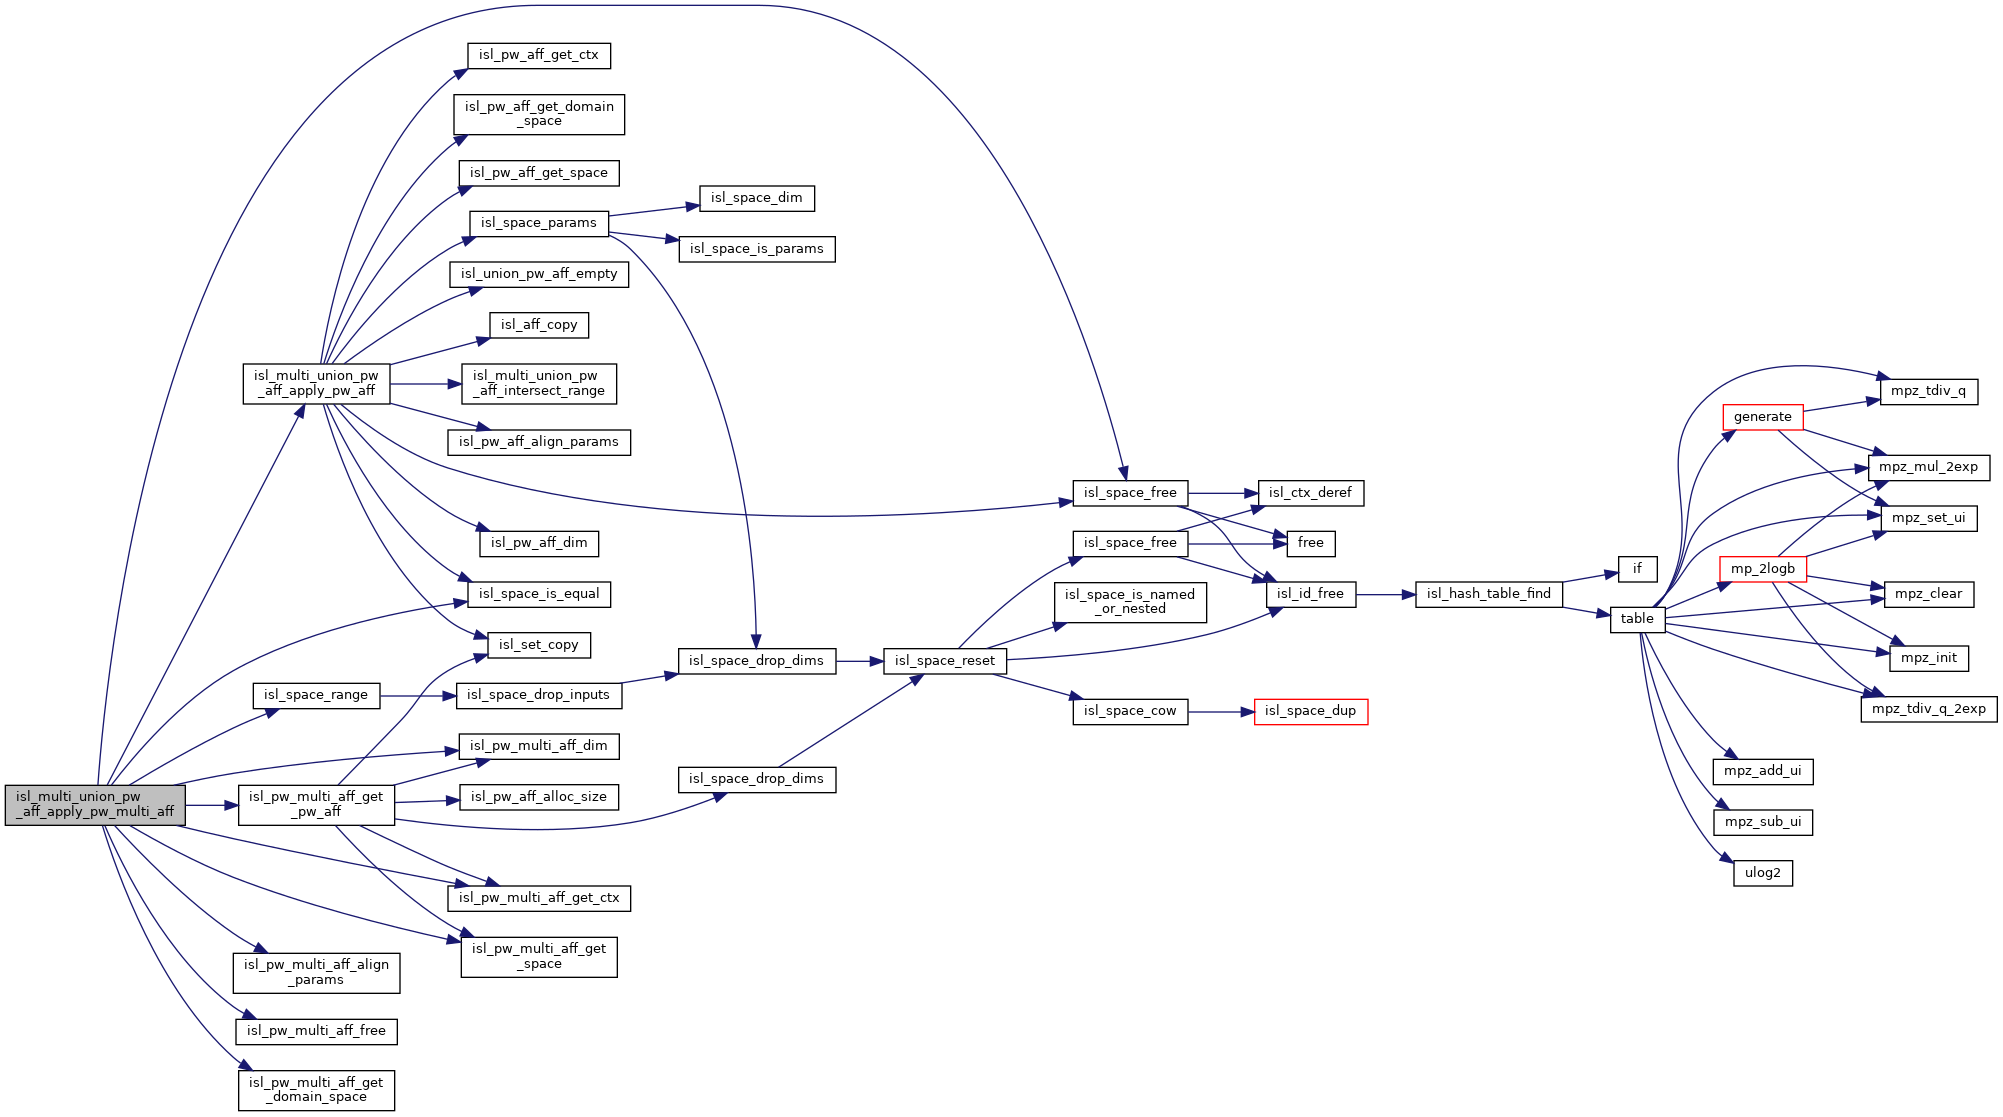 isl_multi_union_pw
_aff_apply_pw_multi_aff
isl_multi_union_pw
_aff_apply_pw_aff
isl_space_range
isl_pw_multi_aff_get
_pw_aff
isl_pw_multi_aff_align
_params
isl_pw_multi_aff_free
isl_pw_multi_aff_get
_domain_space
isl_pw_aff_get_ctx
isl_pw_aff_get_domain
_space
isl_pw_aff_get_space
isl_space_params
isl_union_pw_aff_empty
isl_aff_copy
isl_multi_union_pw
_aff_intersect_range
isl_pw_aff_align_params
isl_pw_aff_dim
isl_space_is_equal
isl_set_copy
isl_space_drop_inputs
isl_pw_multi_aff_dim
isl_pw_aff_alloc_size
isl_pw_multi_aff_get_ctx
isl_pw_multi_aff_get
_space
isl_space_dim
isl_space_is_params
isl_space_drop_dims
isl_space_drop_dims
isl_space_reset
isl_space_free
isl_space_free
isl_space_is_named
_or_nested
isl_space_cow
isl_ctx_deref
free
isl_id_free
isl_space_dup
isl_hash_table_find
if
table
generate
mp_2logb
mpz_add_ui
mpz_sub_ui
ulog2
mpz_tdiv_q
mpz_mul_2exp
mpz_set_ui
mpz_clear
mpz_init
mpz_tdiv_q_2exp